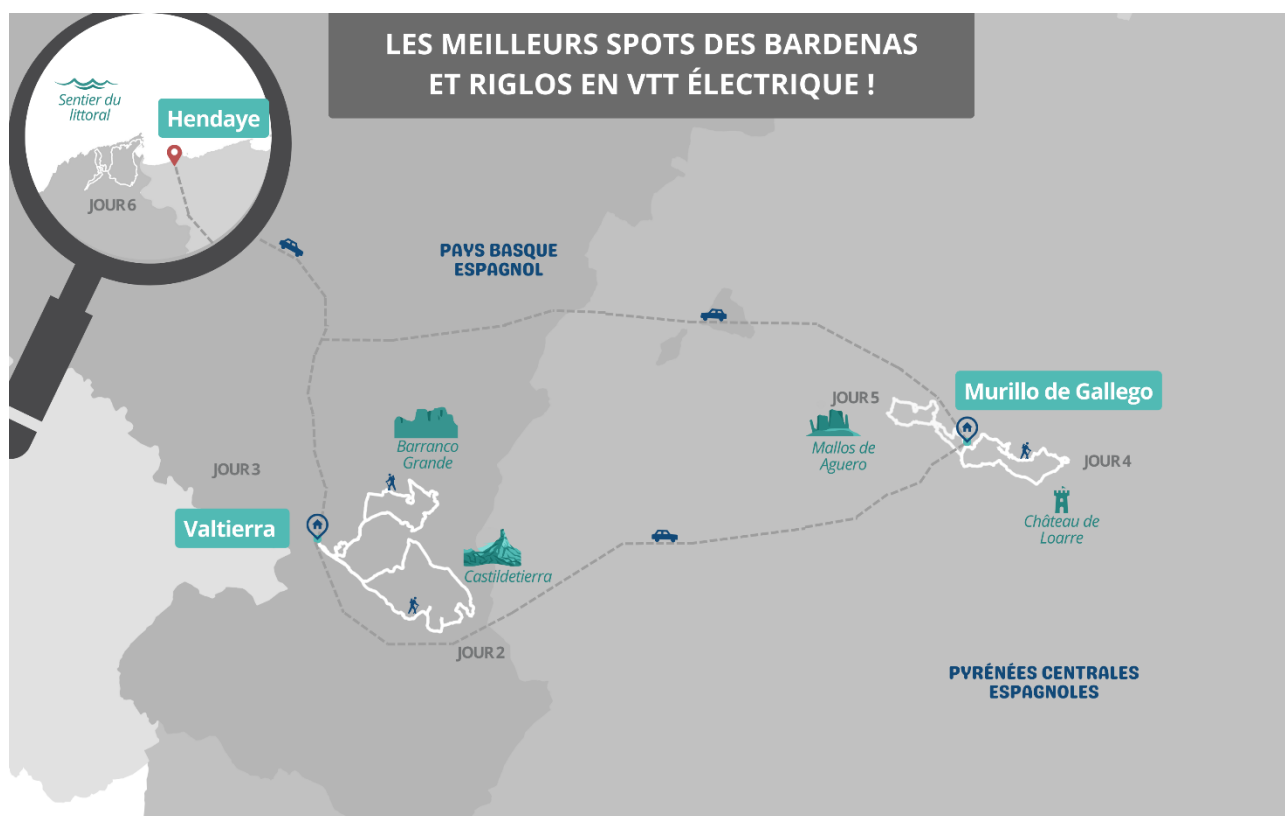 LES MEILLEURS SPOTS DES BARDENAS
ET RIGLOS EN VTT ÉLECTRIQUE !
Sentier du
littoral
Hendaye
JOUR 6
PAYS BASQUE
ESPAGNOL
JOUR 5
Murillo de Gallego
Mallos de
Aguero
JOUR 4
Château de
Loarre
Barranco
Grande
JOUR 3
Valtierra
Castildetierra
JOUR 2
PYRÉNÉES CENTRALES
ESPAGNOLES